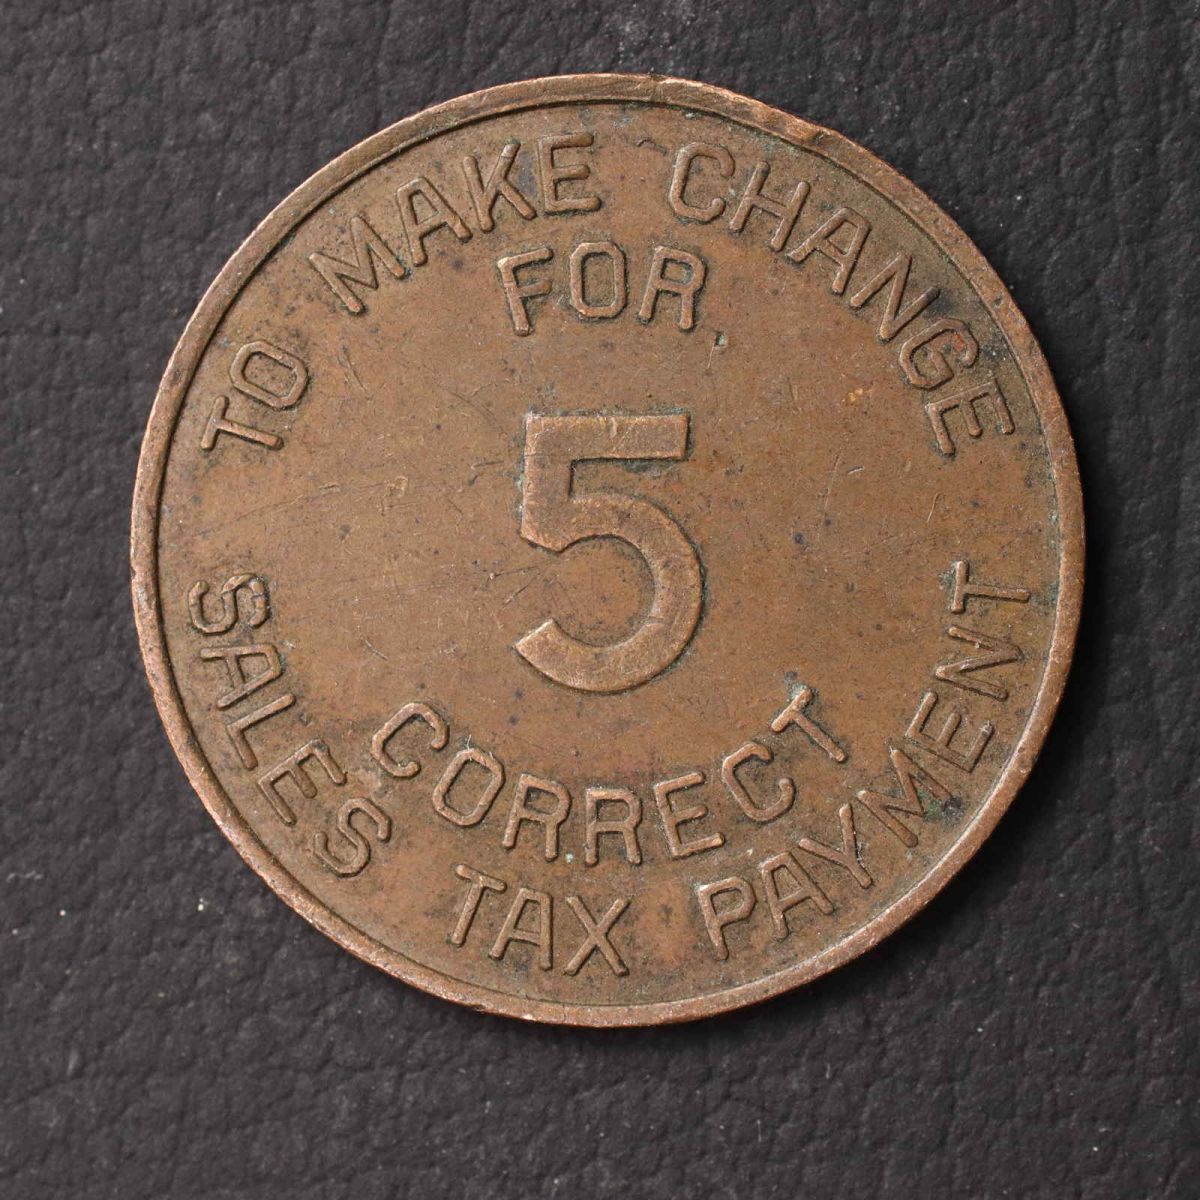 TO MAKE CHANGE
FOR
5
CORRECT
SALES TAX PAYMENT